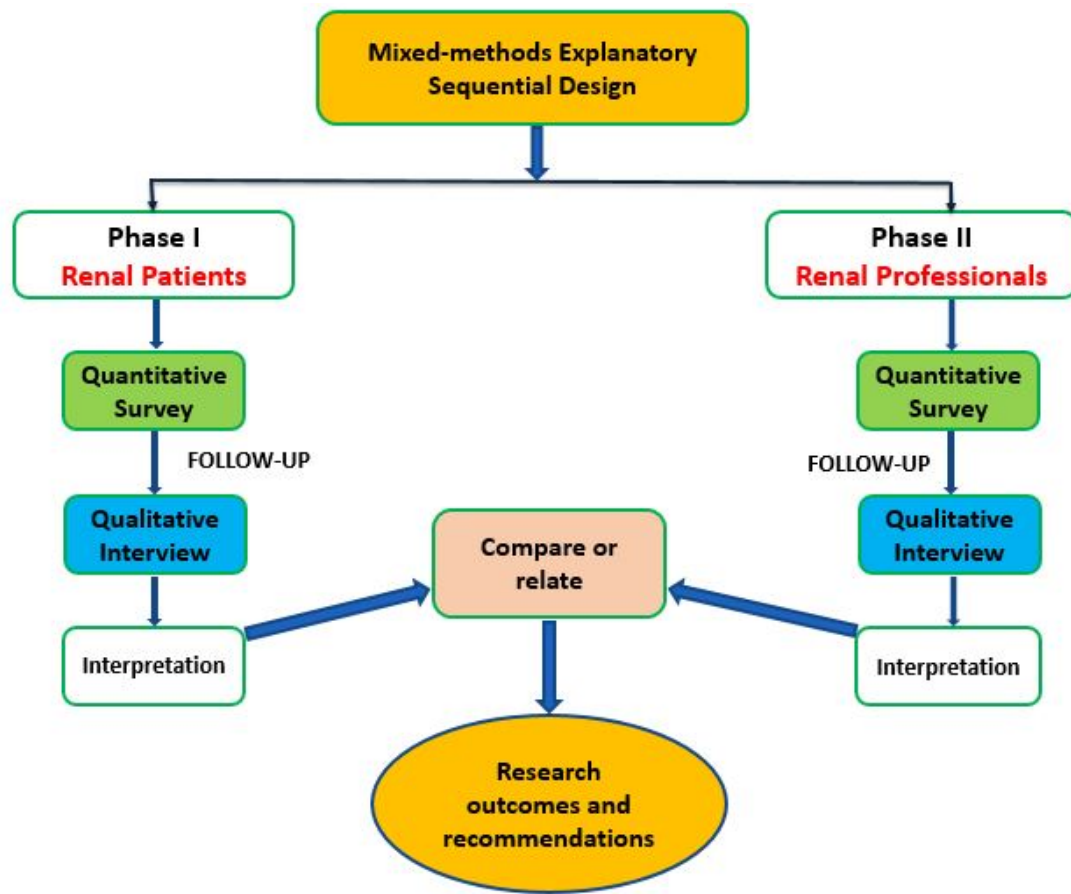 Mixed-methods Explanatory
Sequential Design
Phase I
Renal Patients
Phase II
Renal Professionals
Quantitative
Survey
Quantitative
Survey
FOLLOW-UP
FOLLOW-UP
Qualitative
Interview
Qualitative
Interview
Compare or
relate
Interpretation
Interpretation
Research
outcomes and
recommendations